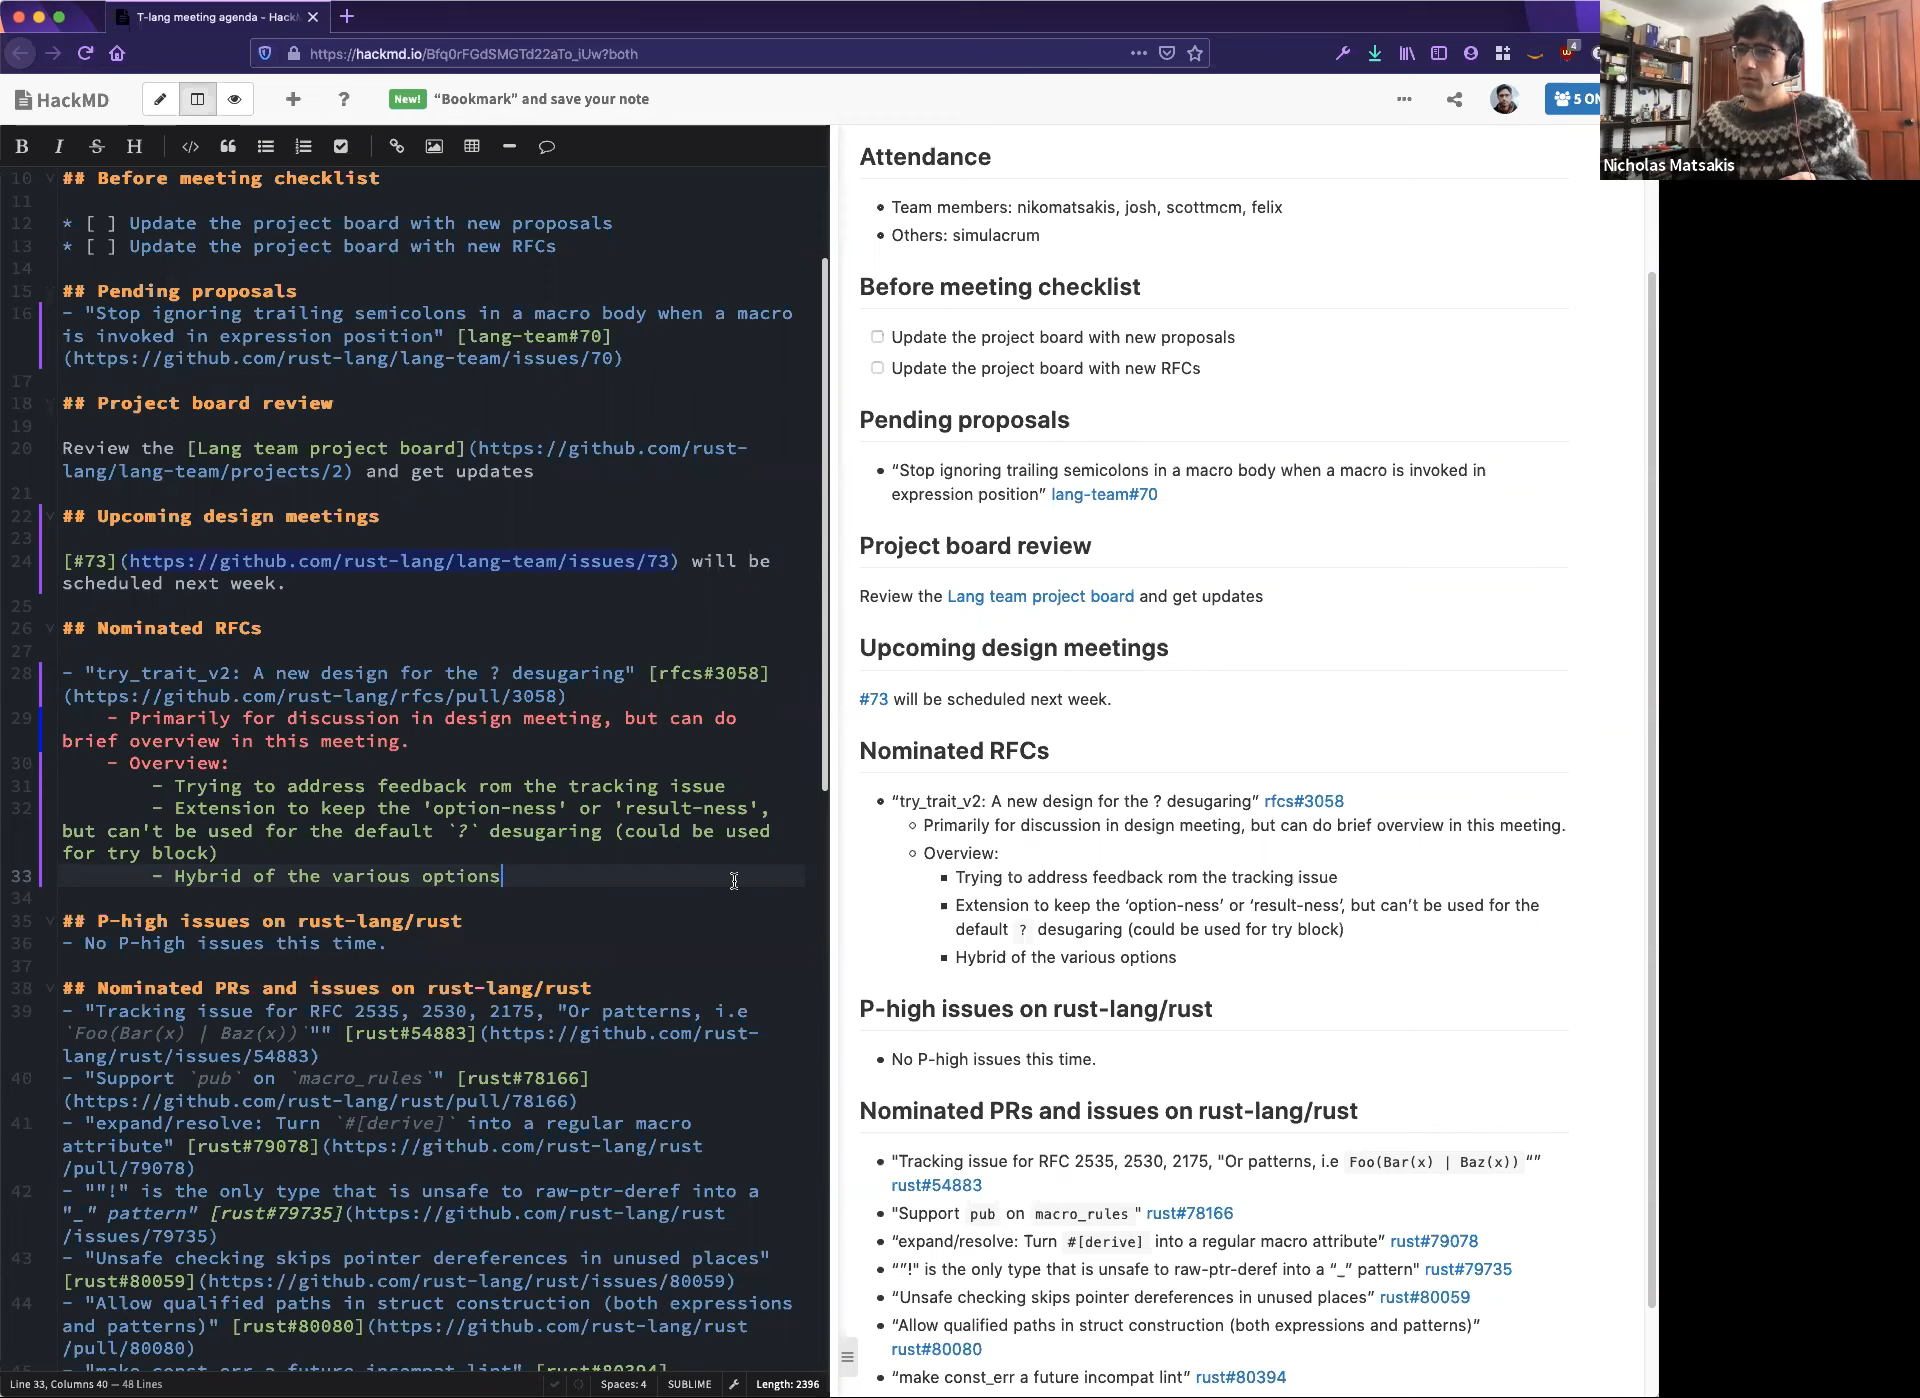 T-lang meeting agenda - Hack
https://hackmd.io/Bfq0rFGdSMGTd22aTo_iUw?both
4
HackMD
New! "Bookmark" and save your note
5 ON
Nicholas Matsakis
B I S H
10 ## Before meeting checklist
11
12 * [ ] Update the project board with new proposals
13 * [ ] Update the project board with new RFCs
14
15 ## Pending proposals
16 - "Stop ignoring trailing semicolons in a macro body when a macro
is invoked in expression position" [lang-team#70]
(https://github.com/rust-lang/lang-team/issues/70)
17
18 ## Project board review
19
20 Review the [Lang team project board](https://github.com/rust-
lang/lang-team/projects/2) and get updates
21
22 ## Upcoming design meetings
23
24 [#73](https://github.com/rust-lang/lang-team/issues/73) will be
scheduled next week.
25
26 ## Nominated RFCs
27
28 - "try_trait_v2: A new design for the ? desugaring" [rfcs#3058]
(https://github.com/rust-lang/rfcs/pull/3058)
29 - Primarily for discussion in design meeting, but can do
brief overview in this meeting.
30 - Overview:
31 - Trying to address feedback rom the tracking issue
32 - Extension to keep the 'option-ness' or 'result-ness',
but can't be used for the default `?` desugaring (could be used
for try block)
33 - Hybrid of the various options
34
35 ## P-high issues on rust-lang/rust
36 - No P-high issues this time.
37
38 ## Nominated PRs and issues on rust-lang/rust
39 - "Tracking issue for RFC 2535, 2530, 2175, "Or patterns, i.e
`Foo(Bar(x) | Baz(x))`"" [rust#54883](https://github.com/rust-
lang/rust/issues/54883)
40 - "Support `pub` on `macro_rules`" [rust#78166]
(https://github.com/rust-lang/rust/pull/78166)
41 - "expand/resolve: Turn `#[derive]` into a regular macro
attribute" [rust#79078](https://github.com/rust-lang/rust
/pull/79078)
42 - ""!" is the only type that is unsafe to raw-ptr-deref into a
"_" pattern" [rust#79735](https://github.com/rust-lang/rust
/issues/79735)
43 - "Unsafe checking skips pointer dereferences in unused places"
[rust#80059](https://github.com/rust-lang/rust/issues/80059)
44 - "Allow qualified paths in struct construction (both expressions
and patterns)" [rust#80080](https://github.com/rust-lang/rust
/pull/80080)
45 - "make const_err a future incompat lint" [rust#80394]
Line 33, Columns 40 — 48 Lines
Spaces: 4 SUBLIME Length: 2396
Attendance
• Team members: nikomatsakis, josh, scottmcm, felix
• Others: simulacrum
Before meeting checklist
Update the project board with new proposals
Update the project board with new RFCs
Pending proposals
• “Stop ignoring trailing semicolons in a macro body when a macro is invoked in
expression position” lang-team#70
Project board review
Review the Lang team project board and get updates
Upcoming design meetings
#73 will be scheduled next week.
Nominated RFCs
• “try_trait_v2: A new design for the ? desugaring” rfcs#3058
◦ Primarily for discussion in design meeting, but can do brief overview in this meeting.
◦ Overview:
▪ Trying to address feedback rom the tracking issue
▪ Extension to keep the ‘option-ness’ or ‘result-ness’, but can’t be used for the
default ? desugaring (could be used for try block)
▪ Hybrid of the various options
P-high issues on rust-lang/rust
• No P-high issues this time.
Nominated PRs and issues on rust-lang/rust
• "Tracking issue for RFC 2535, 2530, 2175, "Or patterns, i.e Foo(Bar(x) | Baz(x)) “”
rust#54883
• "Support pub on macro_rules " rust#78166
• “expand/resolve: Turn #[derive] into a regular macro attribute” rust#79078
• “”!" is the only type that is unsafe to raw-ptr-deref into a “_” pattern" rust#79735
• “Unsafe checking skips pointer dereferences in unused places” rust#80059
• “Allow qualified paths in struct construction (both expressions and patterns)”
rust#80080
• “make const_err a future incompat lint” rust#80394